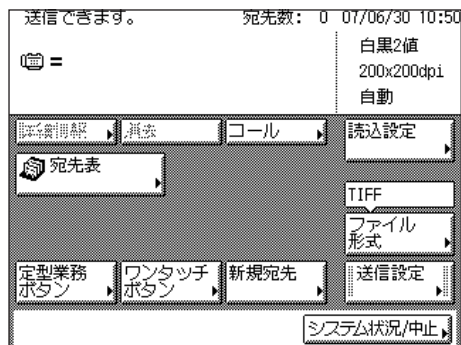 送信できます。 宛先数: 0 07/06/30 10:50
白黒2値
=
200x200dpi
自動
詳細情報 消去 コール 読込設定
宛先表
TIFF
ファイル
形式
定型業務
ボタン
ワンタッチ
ボタン
新規宛先
送信設定
システム状況/中止